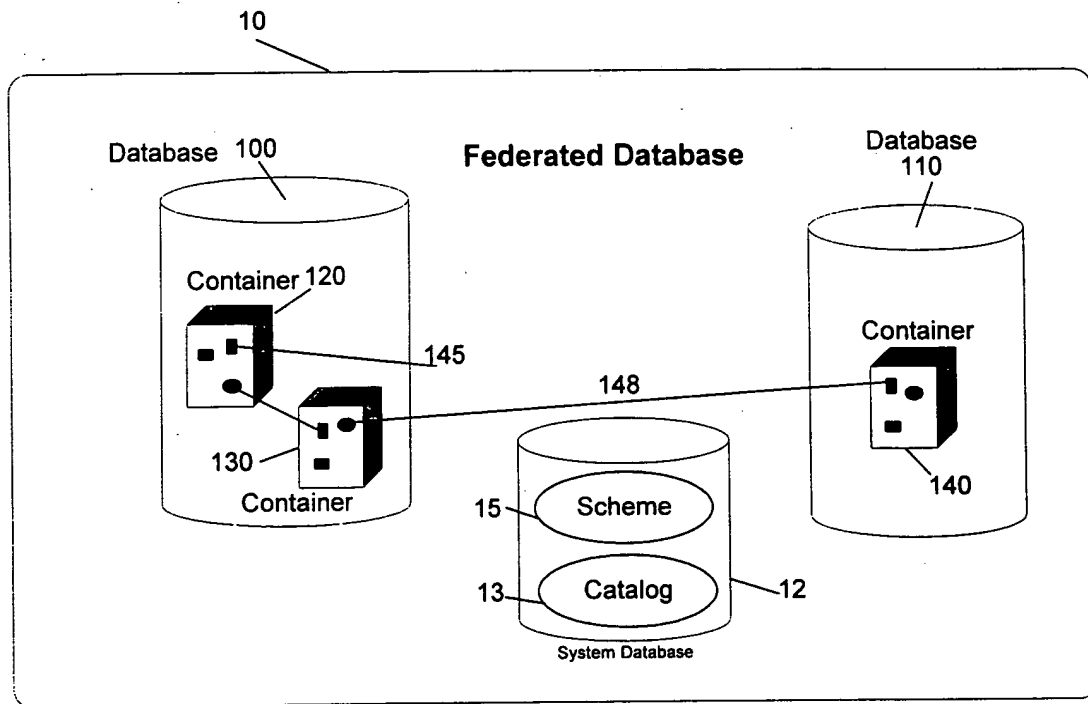 10
Database 100
Federated Database
Database
110
Container 120
145
Container
148
130
Container
140
15
Scheme
13
Catalog
12
System Database